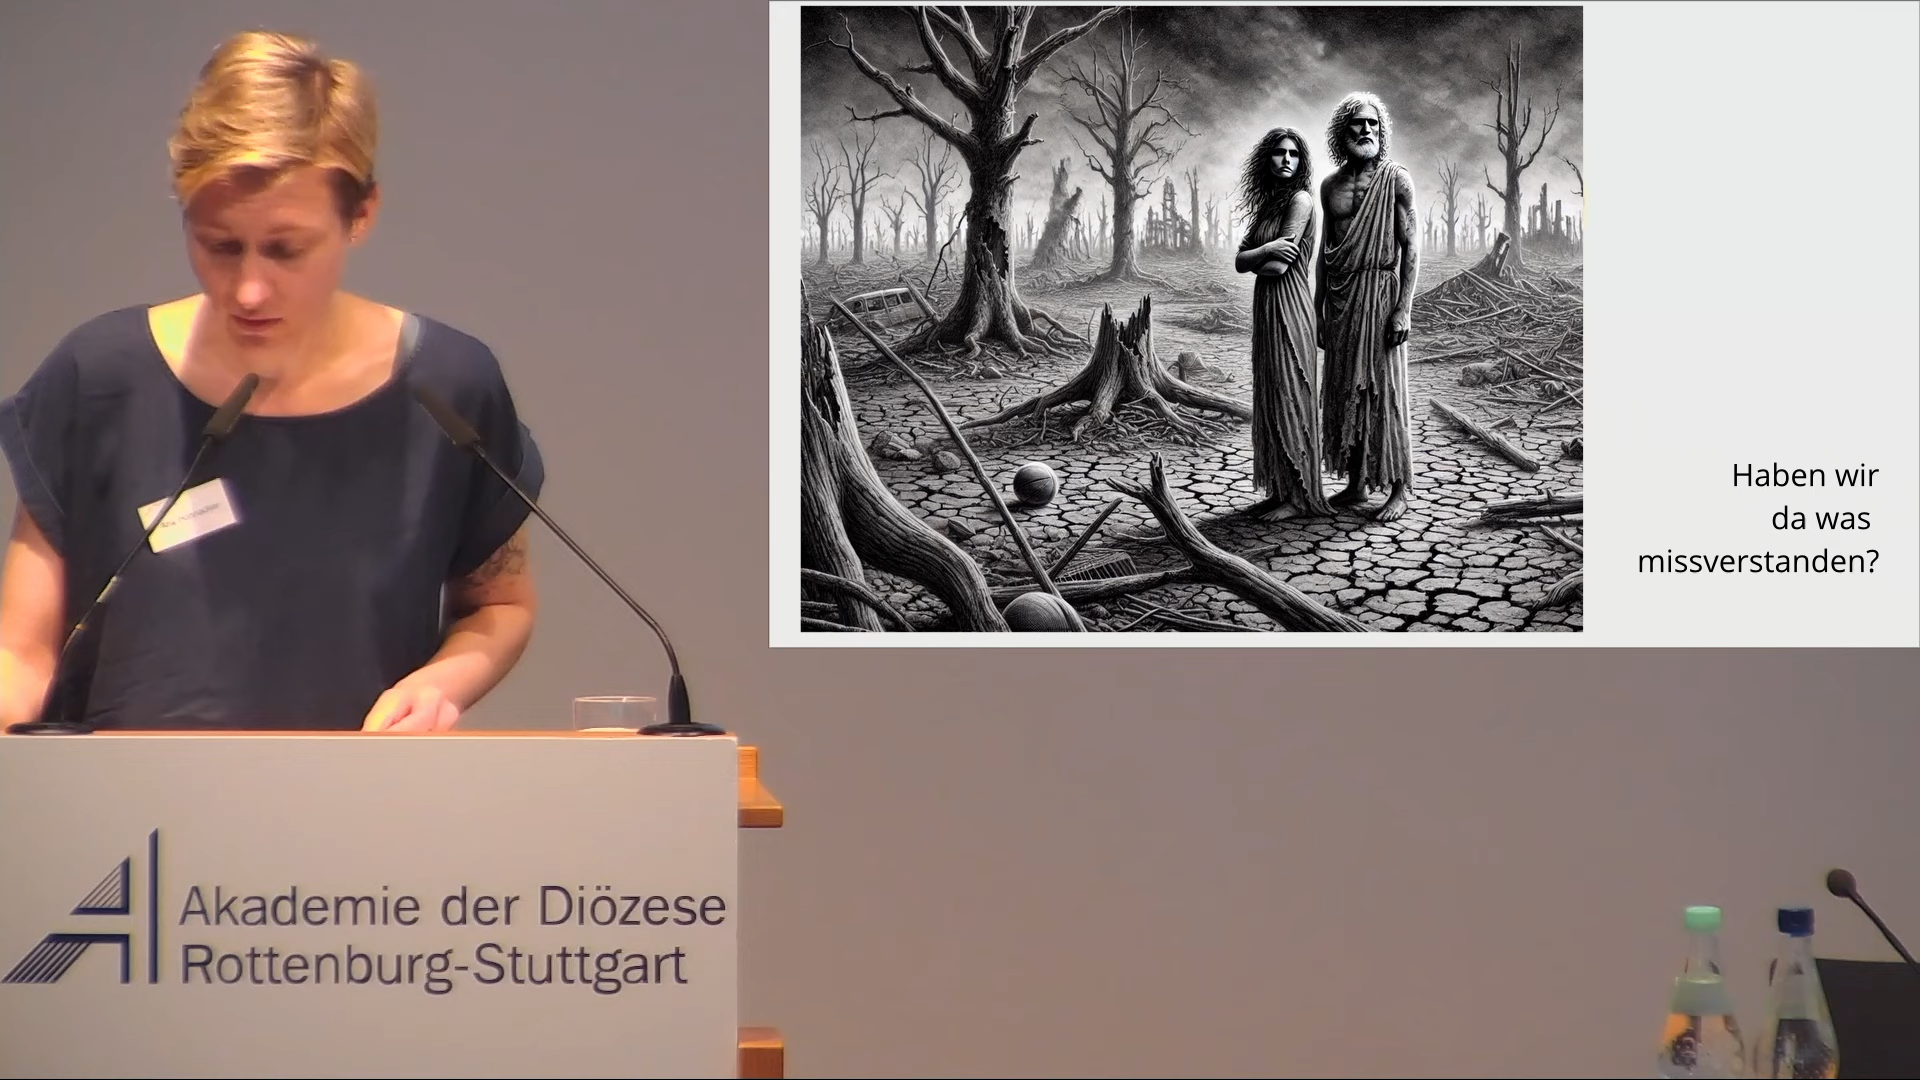 Haben wir
da was
missverstanden?
Akademie der Diözese
Rottenburg-Stuttgart